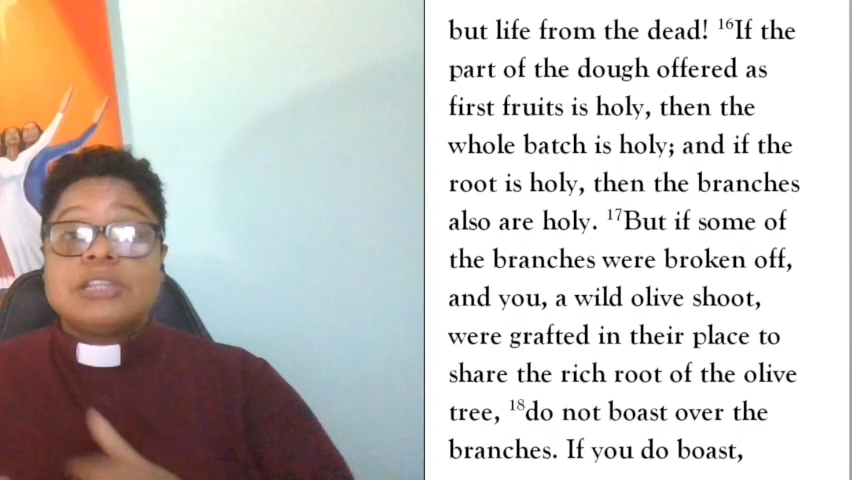 but life from the dead! ¹⁶If the
part of the dough offered as
first fruits is holy, then the
whole batch is holy; and if the
root is holy, then the branches
also are holy. ¹⁷But if some of
the branches were broken off,
and you, a wild olive shoot,
were grafted in their place to
share the rich root of the olive
tree, ¹⁸do not boast over the
branches. If you do boast,